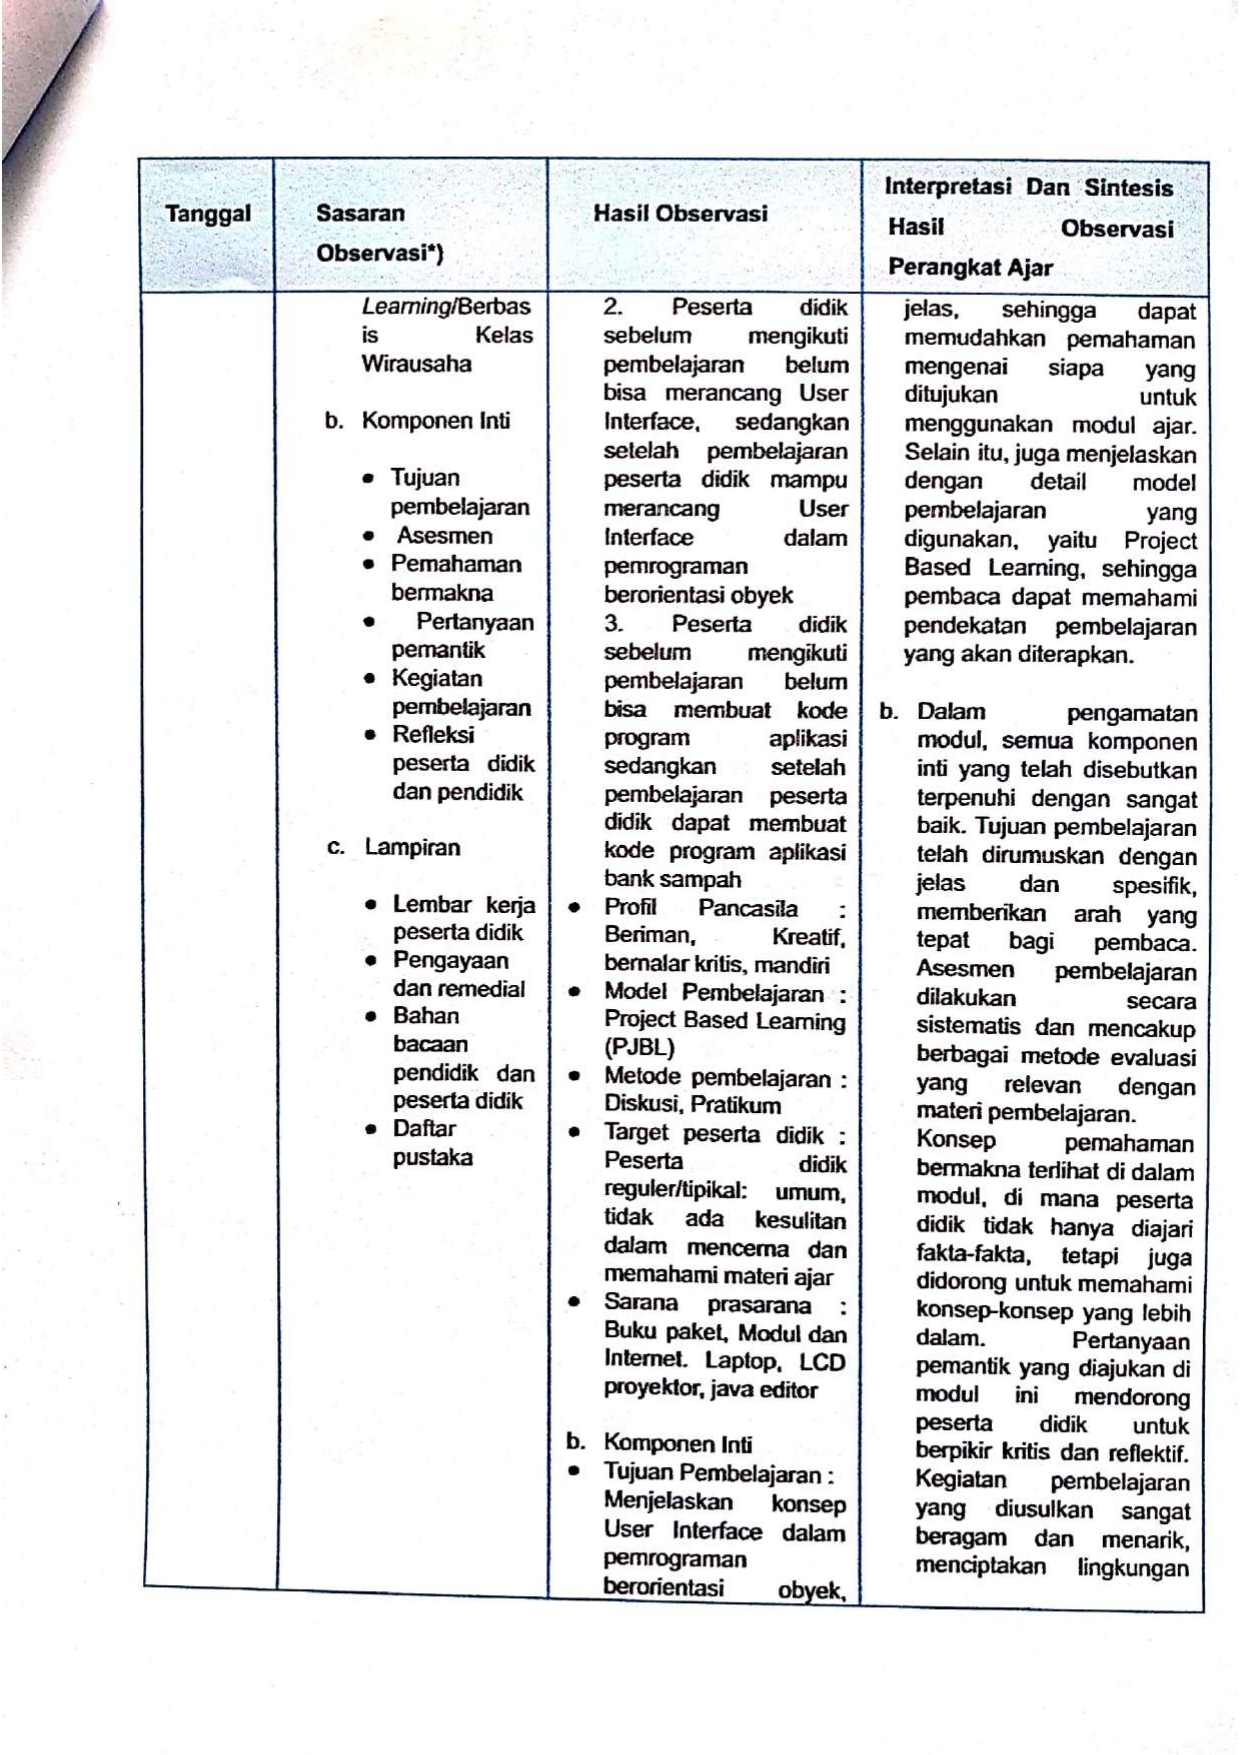 Tanggal
Sasaran
Observasi*)
Hasil Observasi
Interpretasi Dan Sintesis
Hasil Observasi
Perangkat Ajar
Learning/Berbas
is Kelas
Wirausaha
b. Komponen Inti
• Tujuan
pembelajaran
• Asesmen
• Pemahaman
bermakna
• Pertanyaan
pemantik
• Kegiatan
pembelajaran
• Refleksi
peserta didik
dan pendidik
c. Lampiran
• Lembar kerja
peserta didik
• Pengayaan
dan remedial
• Bahan
bacaan
pendidik dan
peserta didik
• Daftar
pustaka
2. Peserta didik
sebelum mengikuti
pembelajaran belum
bisa merancang User
Interface, sedangkan
setelah pembelajaran
peserta didik mampu
merancang User
Interface dalam
pemrograman
berorientasi obyek
3. Peserta didik
sebelum mengikuti
pembelajaran belum
bisa membuat kode
program aplikasi
sedangkan setelah
pembelajaran peserta
didik dapat membuat
kode program aplikasi
bank sampah
• Profil Pancasila :
Beriman, Kreatif,
bernalar kritis, mandiri
• Model Pembelajaran :
Project Based Learning
(PJBL)
• Metode pembelajaran :
Diskusi, Pratikum
• Target peserta didik :
Peserta didik
reguler/tipikal: umum,
tidak ada kesulitan
dalam mencerna dan
memahami materi ajar
• Sarana prasarana :
Buku paket, Modul dan
Internet. Laptop, LCD
proyektor, java editor
b. Komponen Inti
• Tujuan Pembelajaran :
Menjelaskan konsep
User Interface dalam
pemrograman
berorientasi obyek,
jelas, sehingga dapat
memudahkan pemahaman
mengenai siapa yang
ditujukan untuk
menggunakan modul ajar.
Selain itu, juga menjelaskan
dengan detail model
pembelajaran yang
digunakan, yaitu Project
Based Learning, sehingga
pembaca dapat memahami
pendekatan pembelajaran
yang akan diterapkan.
b. Dalam pengamatan
modul, semua komponen
inti yang telah disebutkan
terpenuhi dengan sangat
baik. Tujuan pembelajaran
telah dirumuskan dengan
jelas dan spesifik,
memberikan arah yang
tepat bagi pembaca.
Asesmen pembelajaran
dilakukan secara
sistematis dan mencakup
berbagai metode evaluasi
yang relevan dengan
materi pembelajaran.
Konsep pemahaman
bermakna terlihat di dalam
modul, di mana peserta
didik tidak hanya diajari
fakta-fakta, tetapi juga
didorong untuk memahami
konsep-konsep yang lebih
dalam. Pertanyaan
pemantik yang diajukan di
modul ini mendorong
peserta didik untuk
berpikir kritis dan reflektif.
Kegiatan pembelajaran
yang diusulkan sangat
beragam dan menarik,
menciptakan lingkungan